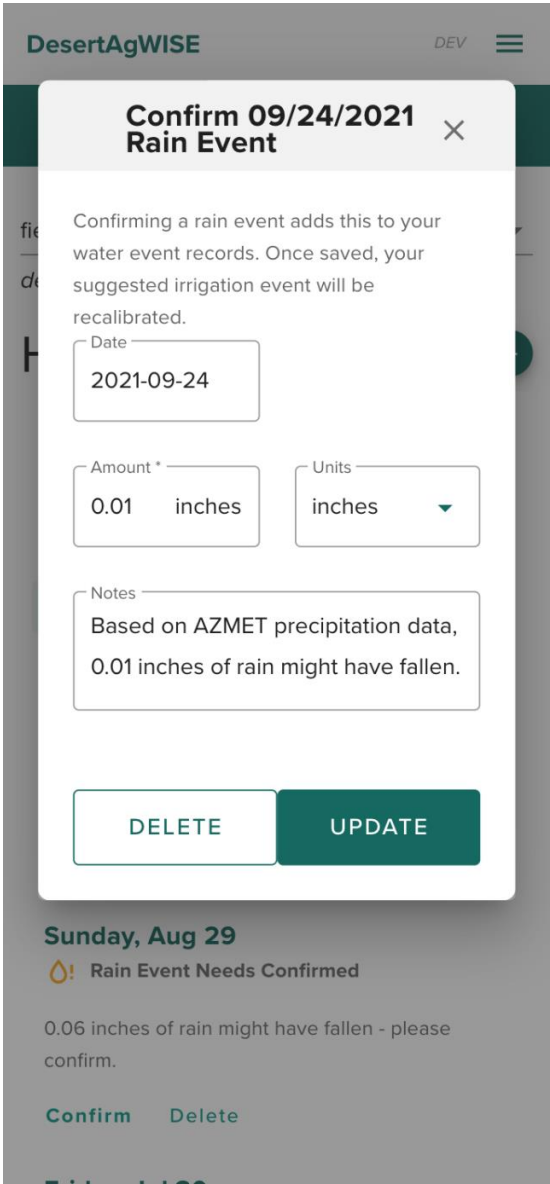 DesertAgWISE
DEV
Confirm 09/24/2021
Rain Event
Confirming a rain event adds this to your
water event records. Once saved, your
suggested irrigation event will be
recalibrated.
Date
2021-09-24
Amount *
0.01 inches
Units
inches
Notes
Based on AZMET precipitation data,
0.01 inches of rain might have fallen.
DELETE
UPDATE
Sunday, Aug 29
Rain Event Needs Confirmed
0.06 inches of rain might have fallen - please
confirm.
Confirm Delete